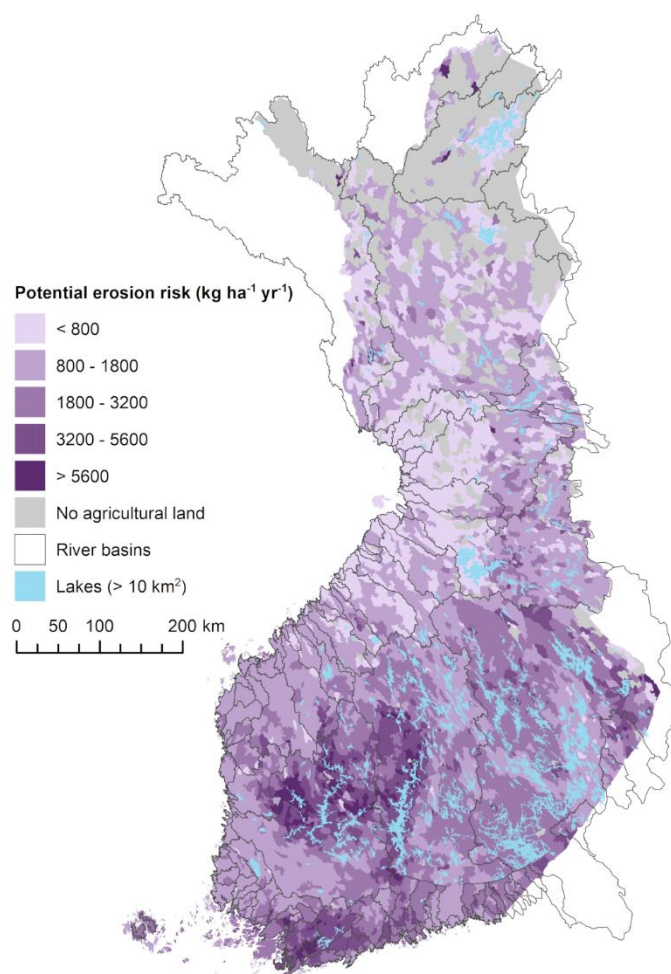 Potential erosion risk (kg ha⁻¹ yr⁻¹)
< 800
800 - 1800
1800 - 3200
3200 - 5600
> 5600
No agricultural land
River basins
Lakes (> 10 km²)
0 50 100 200 km